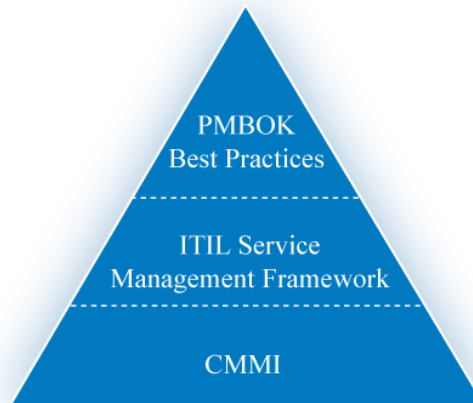 PMBOK
Best Practices
ITIL Service
Management Framework
CMMI